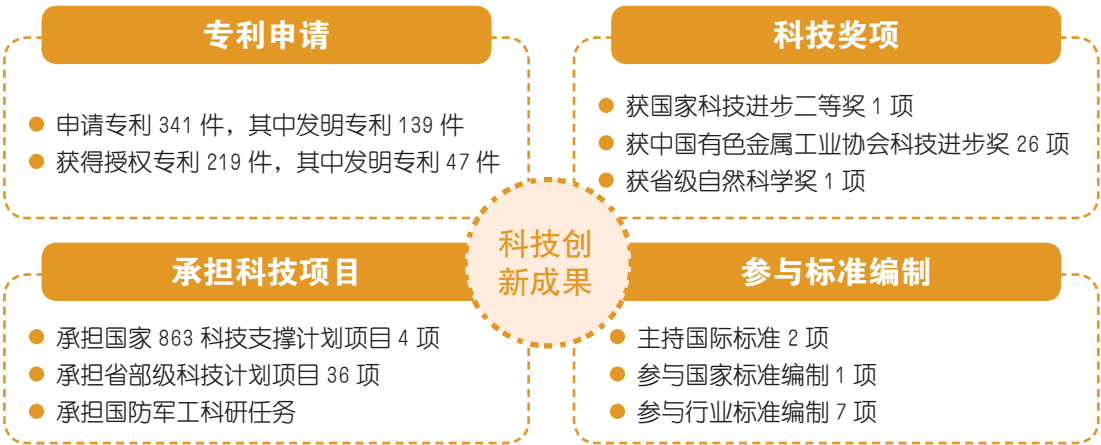 专利申请
申请专利 341 件，其中发明专利 139 件
获得授权专利 219 件，其中发明专利 47 件
科技奖项
获国家科技进步二等奖 1 项
获中国有色金属工业协会科技进步奖 26 项
获省级自然科学奖 1 项
科技创
新成果
承担科技项目
承担国家 863 科技支撑计划项目 4 项
承担省部级科技计划项目 36 项
承担国防军工科研任务
参与标准编制
主持国际标准 2 项
参与国家标准编制 1 项
参与行业标准编制 7 项